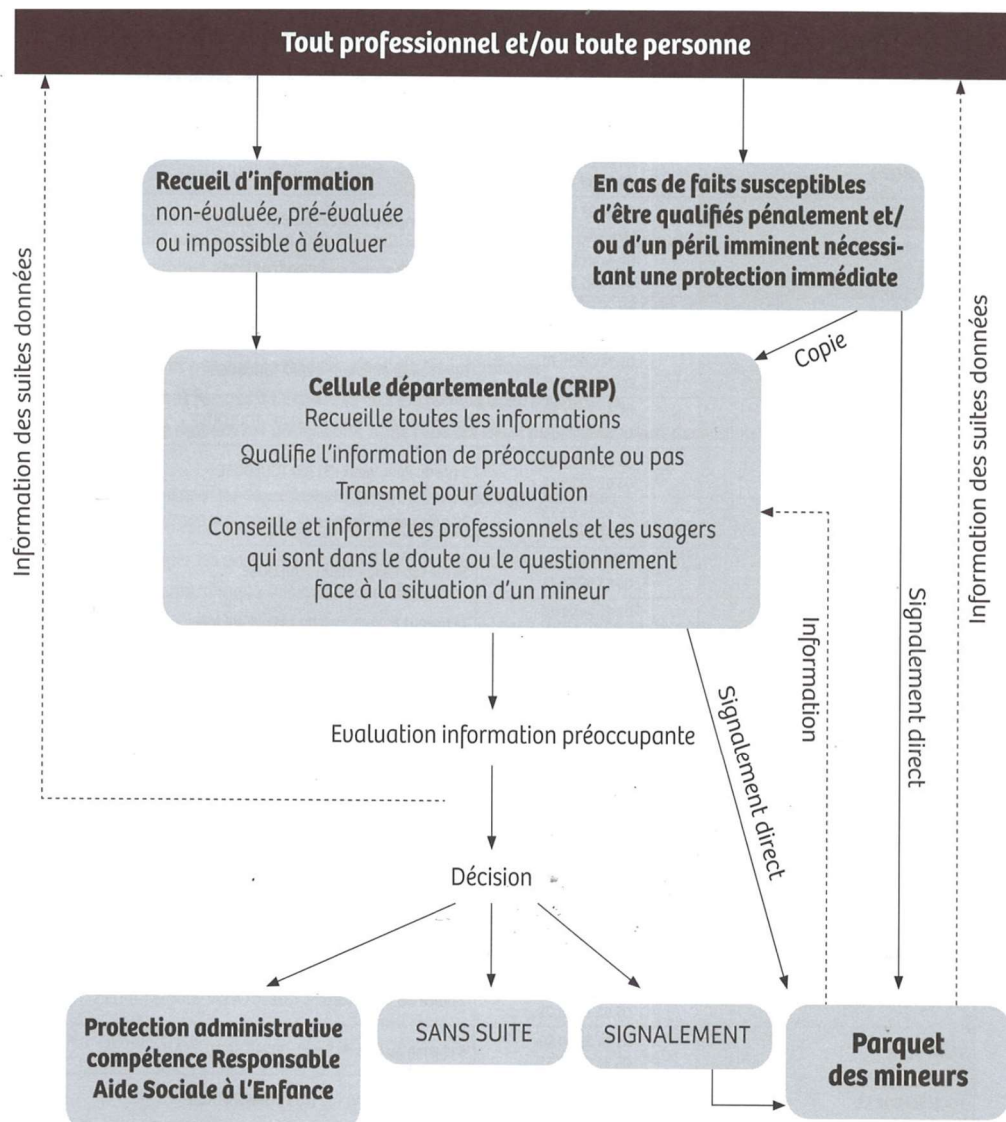 Tout professionnel et/ou toute personne
Recueil d'information
non-évaluée, pré-évaluée
ou impossible à évaluer
En cas de faits susceptibles
d'être qualifiés pénalement et/
ou d'un péril imminent nécessi-
tant une protection immédiate
Information des suites données
Copie
Cellule départementale (CRIP)
Recueille toutes les informations
Qualifie l'information de préoccupante ou pas
Transmet pour évaluation
Conseille et informe les professionnels et les usagers
qui sont dans le doute ou le questionnement
face à la situation d'un mineur
Information des suites données
Signalement direct
Information
Signalement direct
Evaluation information préoccupante
Décision
Protection administrative
compétence Responsable
Aide Sociale à l'Enfance
SANS SUITE
SIGNALEMENT
Parquet
des mineurs